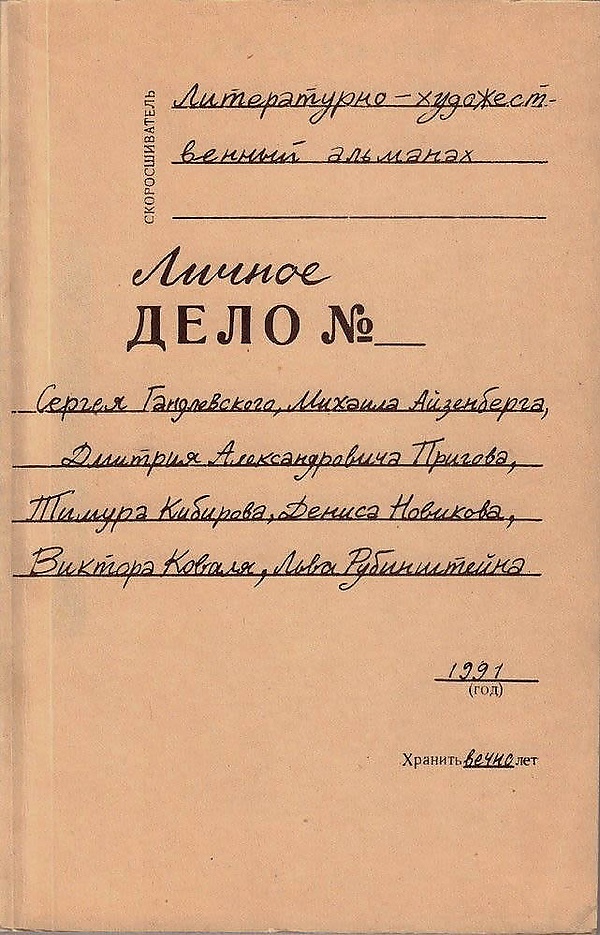 СКОРОСШИВАТЕЛЬ
Литературно-художест-
венный альманах
Личное
ДЕЛО №
Сергея Гандлевского, Михаила Айзенберга,
Дмитрия Александровича Пригова,
Тимура Кибирова, Дениса Новикова,
Виктора Коваля, Льва Рубинштейна
1991
(год)
Хранить вечно лет